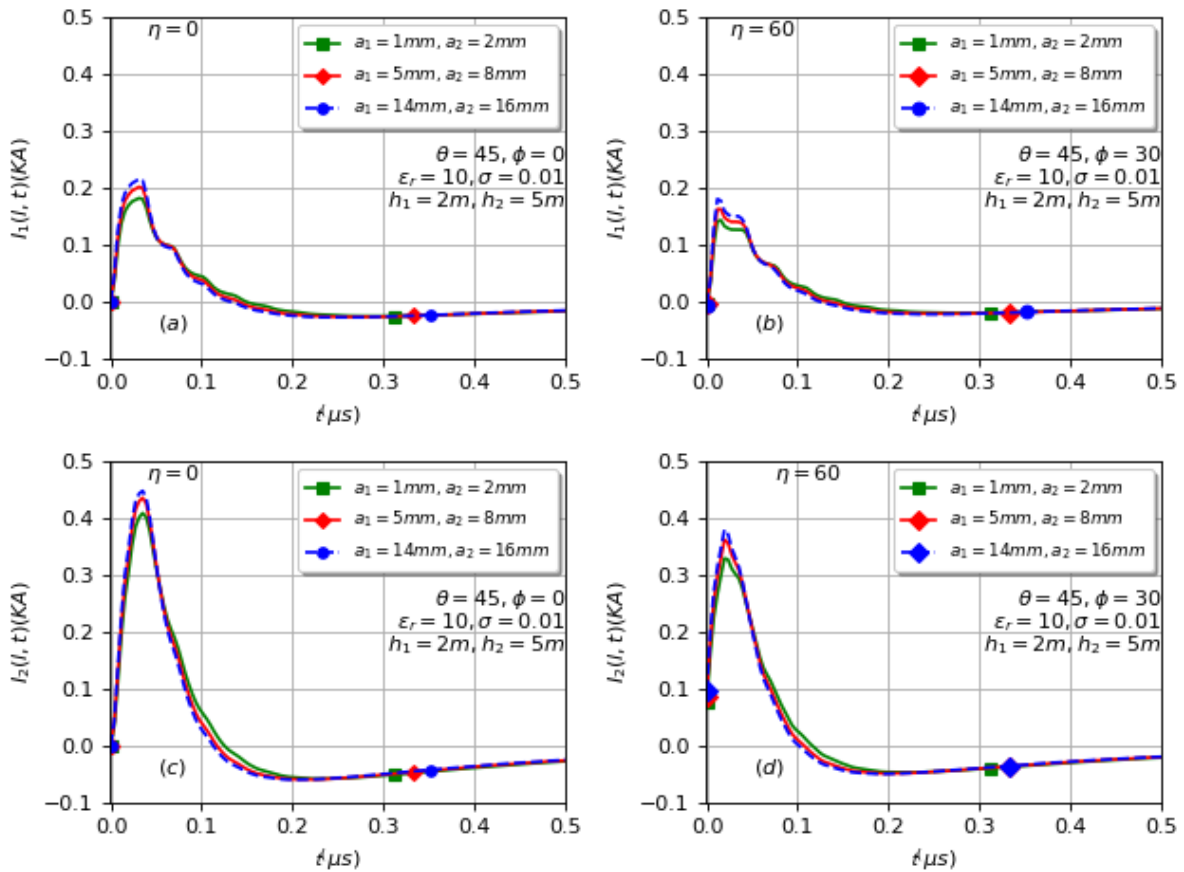 η = 0
a₁ = 1mm, a₂ = 2mm
a₁ = 5mm, a₂ = 8mm
a₁ = 14mm, a₂ = 16mm
θ = 45, ϕ = 0
ε_r = 10, σ = 0.01
h₁ = 2m, h₂ = 5m
(a)
I₁(l, t)(KA)
0.5
0.4
0.3
0.2
0.1
0.0
−0.1
0.0 0.1 0.2 0.3 0.4 0.5
t(μs)
η = 60
a₁ = 1mm, a₂ = 2mm
a₁ = 5mm, a₂ = 8mm
a₁ = 14mm, a₂ = 16mm
θ = 45, ϕ = 30
ε_r = 10, σ = 0.01
h₁ = 2m, h₂ = 5m
(b)
I₁(l, t)(KA)
0.5
0.4
0.3
0.2
0.1
0.0
−0.1
0.0 0.1 0.2 0.3 0.4 0.5
t(μs)
η = 0
a₁ = 1mm, a₂ = 2mm
a₁ = 5mm, a₂ = 8mm
a₁ = 14mm, a₂ = 16mm
θ = 45, ϕ = 0
ε_r = 10, σ = 0.01
h₁ = 2m, h₂ = 5m
(c)
I₂(l, t)(KA)
0.5
0.4
0.3
0.2
0.1
0.0
−0.1
0.0 0.1 0.2 0.3 0.4 0.5
t(μs)
η = 60
a₁ = 1mm, a₂ = 2mm
a₁ = 5mm, a₂ = 8mm
a₁ = 14mm, a₂ = 16mm
θ = 45, ϕ = 30
ε_r = 10, σ = 0.01
h₁ = 2m, h₂ = 5m
(d)
I₂(l, t)(KA)
0.5
0.4
0.3
0.2
0.1
0.0
−0.1
0.0 0.1 0.2 0.3 0.4 0.5
t(μs)